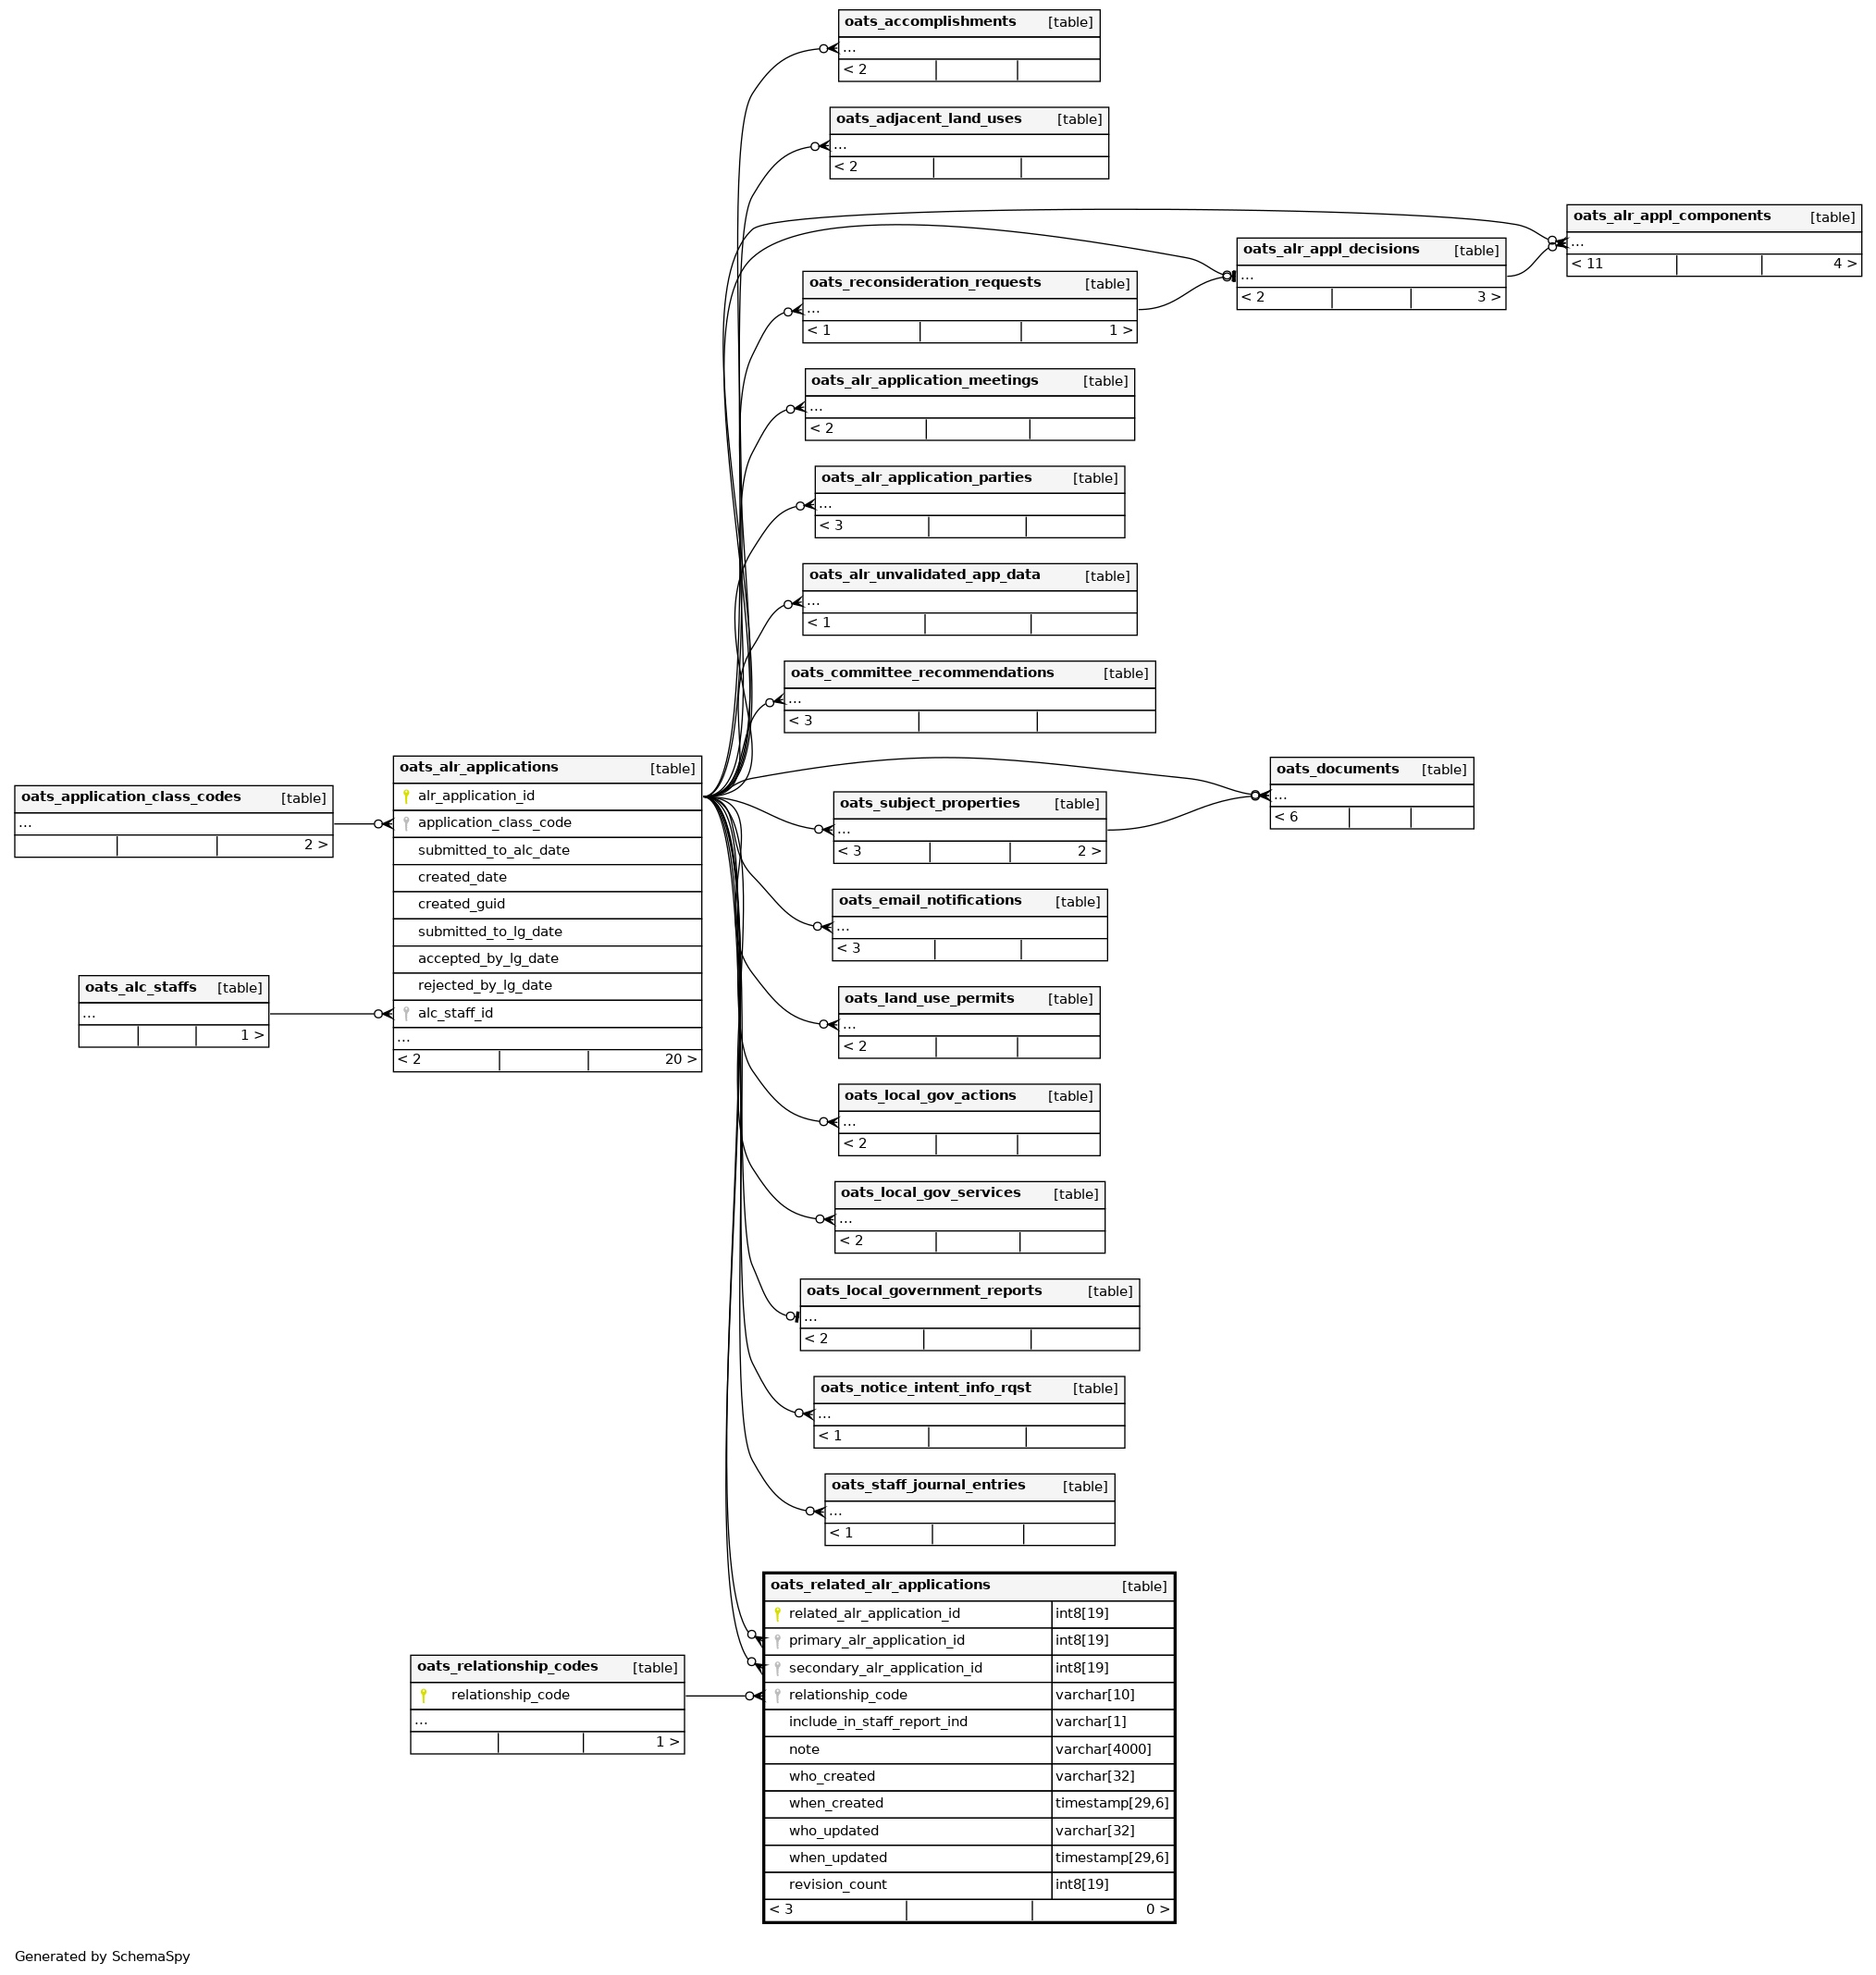 oats_accomplishments [table]
...
< 2
oats_adjacent_land_uses [table]
...
< 2
oats_alr_appl_components [table]
...
< 11 4 >
oats_alr_appl_decisions [table]
...
< 2 3 >
oats_reconsideration_requests [table]
...
< 1 1 >
oats_alr_application_meetings [table]
...
< 2
oats_alr_application_parties [table]
...
< 3
oats_alr_unvalidated_app_data [table]
...
< 1
oats_committee_recommendations [table]
...
< 3
oats_application_class_codes [table]
...
2 >
oats_alc_staffs [table]
...
1 >
oats_alr_applications [table]
alr_application_id
application_class_code
submitted_to_alc_date
created_date
created_guid
submitted_to_lg_date
accepted_by_lg_date
rejected_by_lg_date
alc_staff_id
...
< 2 20 >
oats_documents [table]
...
< 6
oats_subject_properties [table]
...
< 3 2 >
oats_email_notifications [table]
...
< 3
oats_land_use_permits [table]
...
< 2
oats_local_gov_actions [table]
...
< 2
oats_local_gov_services [table]
...
< 2
oats_local_government_reports [table]
...
< 2
oats_notice_intent_info_rqst [table]
...
< 1
oats_staff_journal_entries [table]
...
< 1
oats_relationship_codes [table]
relationship_code
...
1 >
oats_related_alr_applications [table]
related_alr_application_id int8[19]
primary_alr_application_id int8[19]
secondary_alr_application_id int8[19]
relationship_code varchar[10]
include_in_staff_report_ind varchar[1]
note varchar[4000]
who_created varchar[32]
when_created timestamp[29,6]
who_updated varchar[32]
when_updated timestamp[29,6]
revision_count int8[19]
< 3 0 >
Generated by SchemaSpy